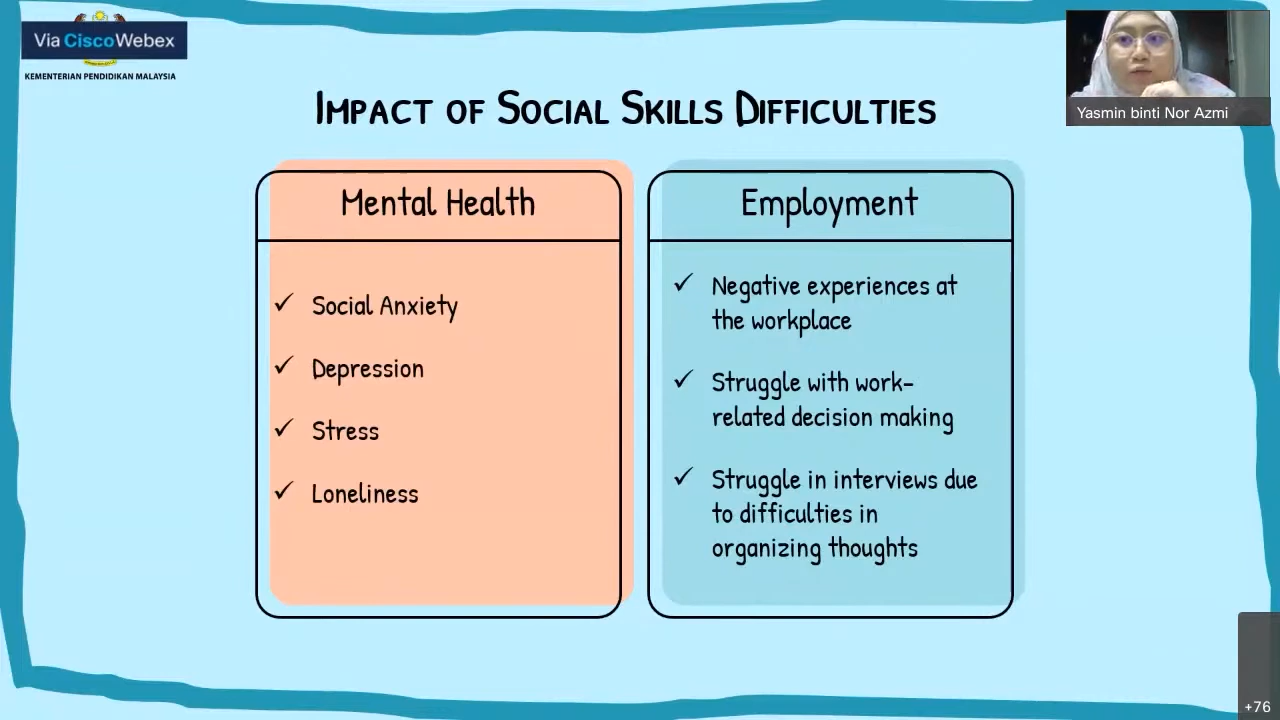 Via CiscoWebex
KEMENTERIAN PENDIDIKAN MALAYSIA
Yasmin binti Nor Azmi
IMPACT OF SOCIAL SKILLS DIFFICULTIES
Mental Health
✓ Social Anxiety
✓ Depression
✓ Stress
✓ Loneliness
Employment
✓ Negative experiences at
the workplace
✓ Struggle with work-
related decision making
✓ Struggle in interviews due
to difficulties in
organizing thoughts
+76